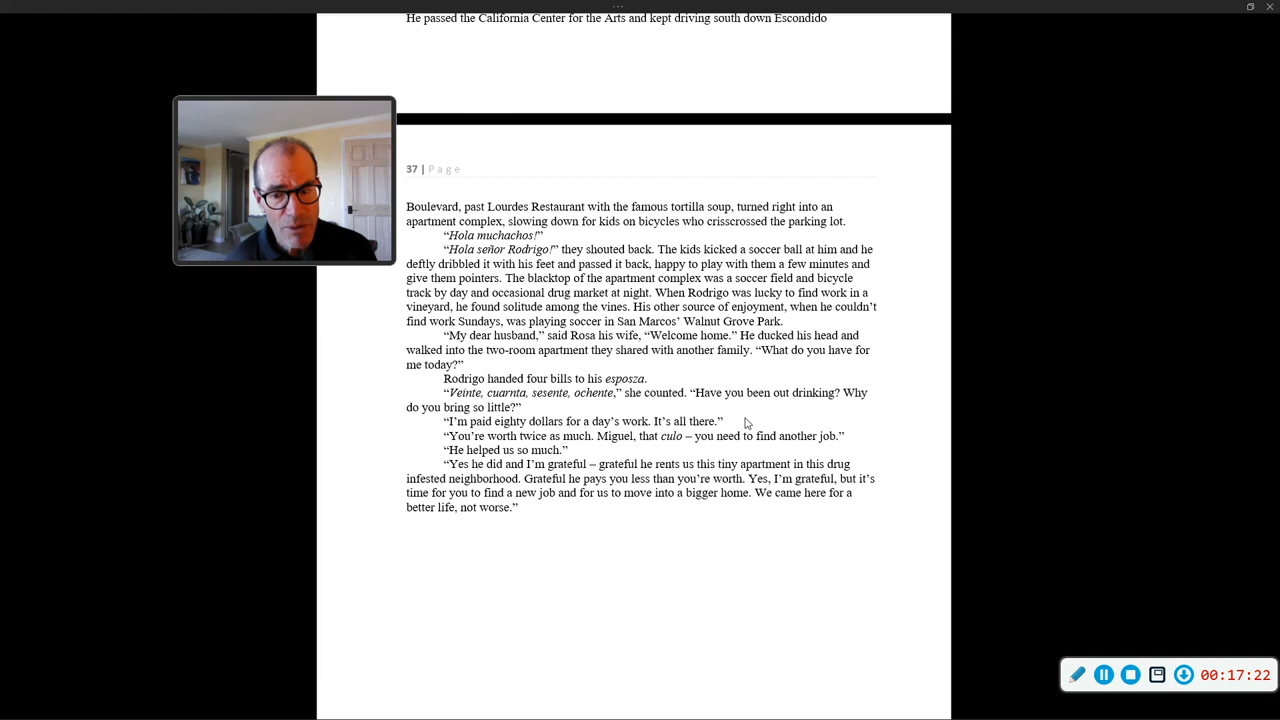 He passed the California Center for the Arts and kept driving south down Escondido
37 | Page
Boulevard, past Lourdes Restaurant with the famous tortilla soup, turned right into an
apartment complex, slowing down for kids on bicycles who crisscrossed the parking lot.
“Hola muchachos!”
“Hola señor Rodrigo!” they shouted back. The kids kicked a soccer ball at him and he
deftly dribbled it with his feet and passed it back, happy to play with them a few minutes and
give them pointers. The blacktop of the apartment complex was a soccer field and bicycle
track by day and occasional drug market at night. When Rodrigo was lucky to find work in a
vineyard, he found solitude among the vines. His other source of enjoyment, when he couldn’t
find work Sundays, was playing soccer in San Marcos’ Walnut Grove Park.
“My dear husband,” said Rosa his wife, “Welcome home.” He ducked his head and
walked into the two-room apartment they shared with another family. “What do you have for
me today?”
Rodrigo handed four bills to his esposza.
“Veinte, cuarnta, sesente, ochente,” she counted. “Have you been out drinking? Why
do you bring so little?”
“I’m paid eighty dollars for a day’s work. It’s all there.”
“You’re worth twice as much. Miguel, that culo – you need to find another job.”
“He helped us so much.”
“Yes he did and I’m grateful – grateful he rents us this tiny apartment in this drug
infested neighborhood. Grateful he pays you less than you’re worth. Yes, I’m grateful, but it’s
time for you to find a new job and for us to move into a bigger home. We came here for a
better life, not worse.”
00:17:22